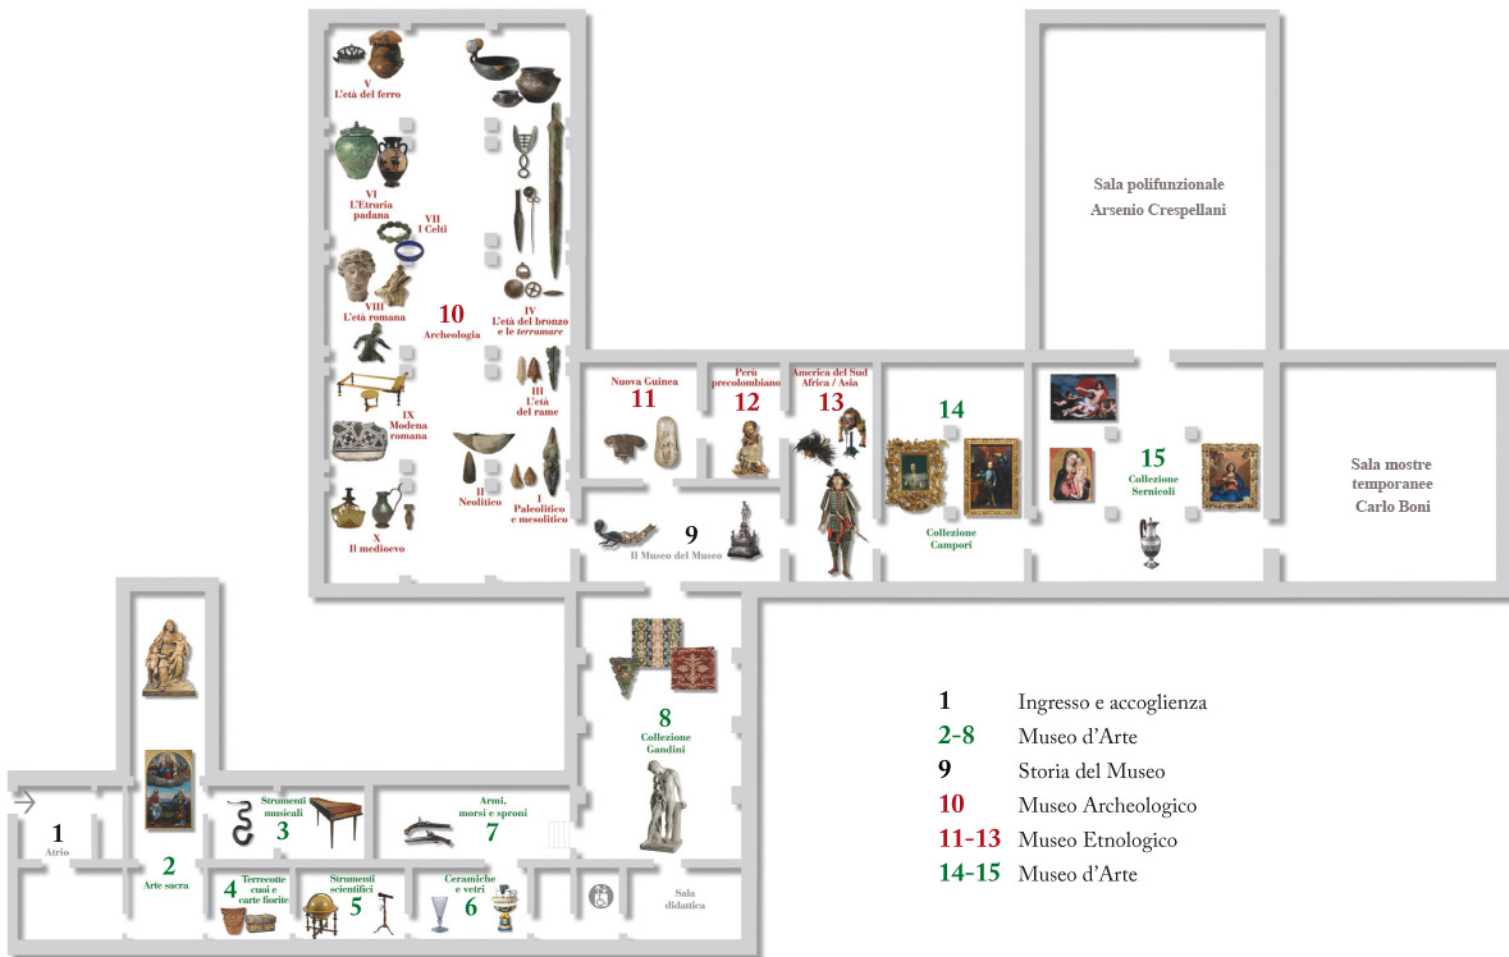 V
L'età del ferro
VI
L'Etruria
padana
VII
I Celti
VIII
L'età romana
10
Archeologia
IV
L'età del bronzo
e le terramare
III
L'età
del rame
IX
Modena
romana
II
Neolitico
I
Paleolitico
e mesolitico
X
Il medioevo
Nuova Guinea
11
Perù
precolombiano
12
America del Sud
Africa / Asia
13
14
Collezione
Campori
15
Collezione
Sernicoli
Sala polifunzionale
Arsenio Crespellani
Sala mostre
temporanee
Carlo Boni
9
Il Museo del Museo
8
Collezione
Gandini
1
Atrio
2
Arte sacra
Strumenti
musicali
3
Armi,
morsi e sproni
7
4
Terrecotte
cuoi e
carte fiorite
Strumenti
scientifici
5
Ceramiche
e vetri
6
Sala
didattica
1 Ingresso e accoglienza
2-8 Museo d'Arte
9 Storia del Museo
10 Museo Archeologico
11-13 Museo Etnologico
14-15 Museo d'Arte